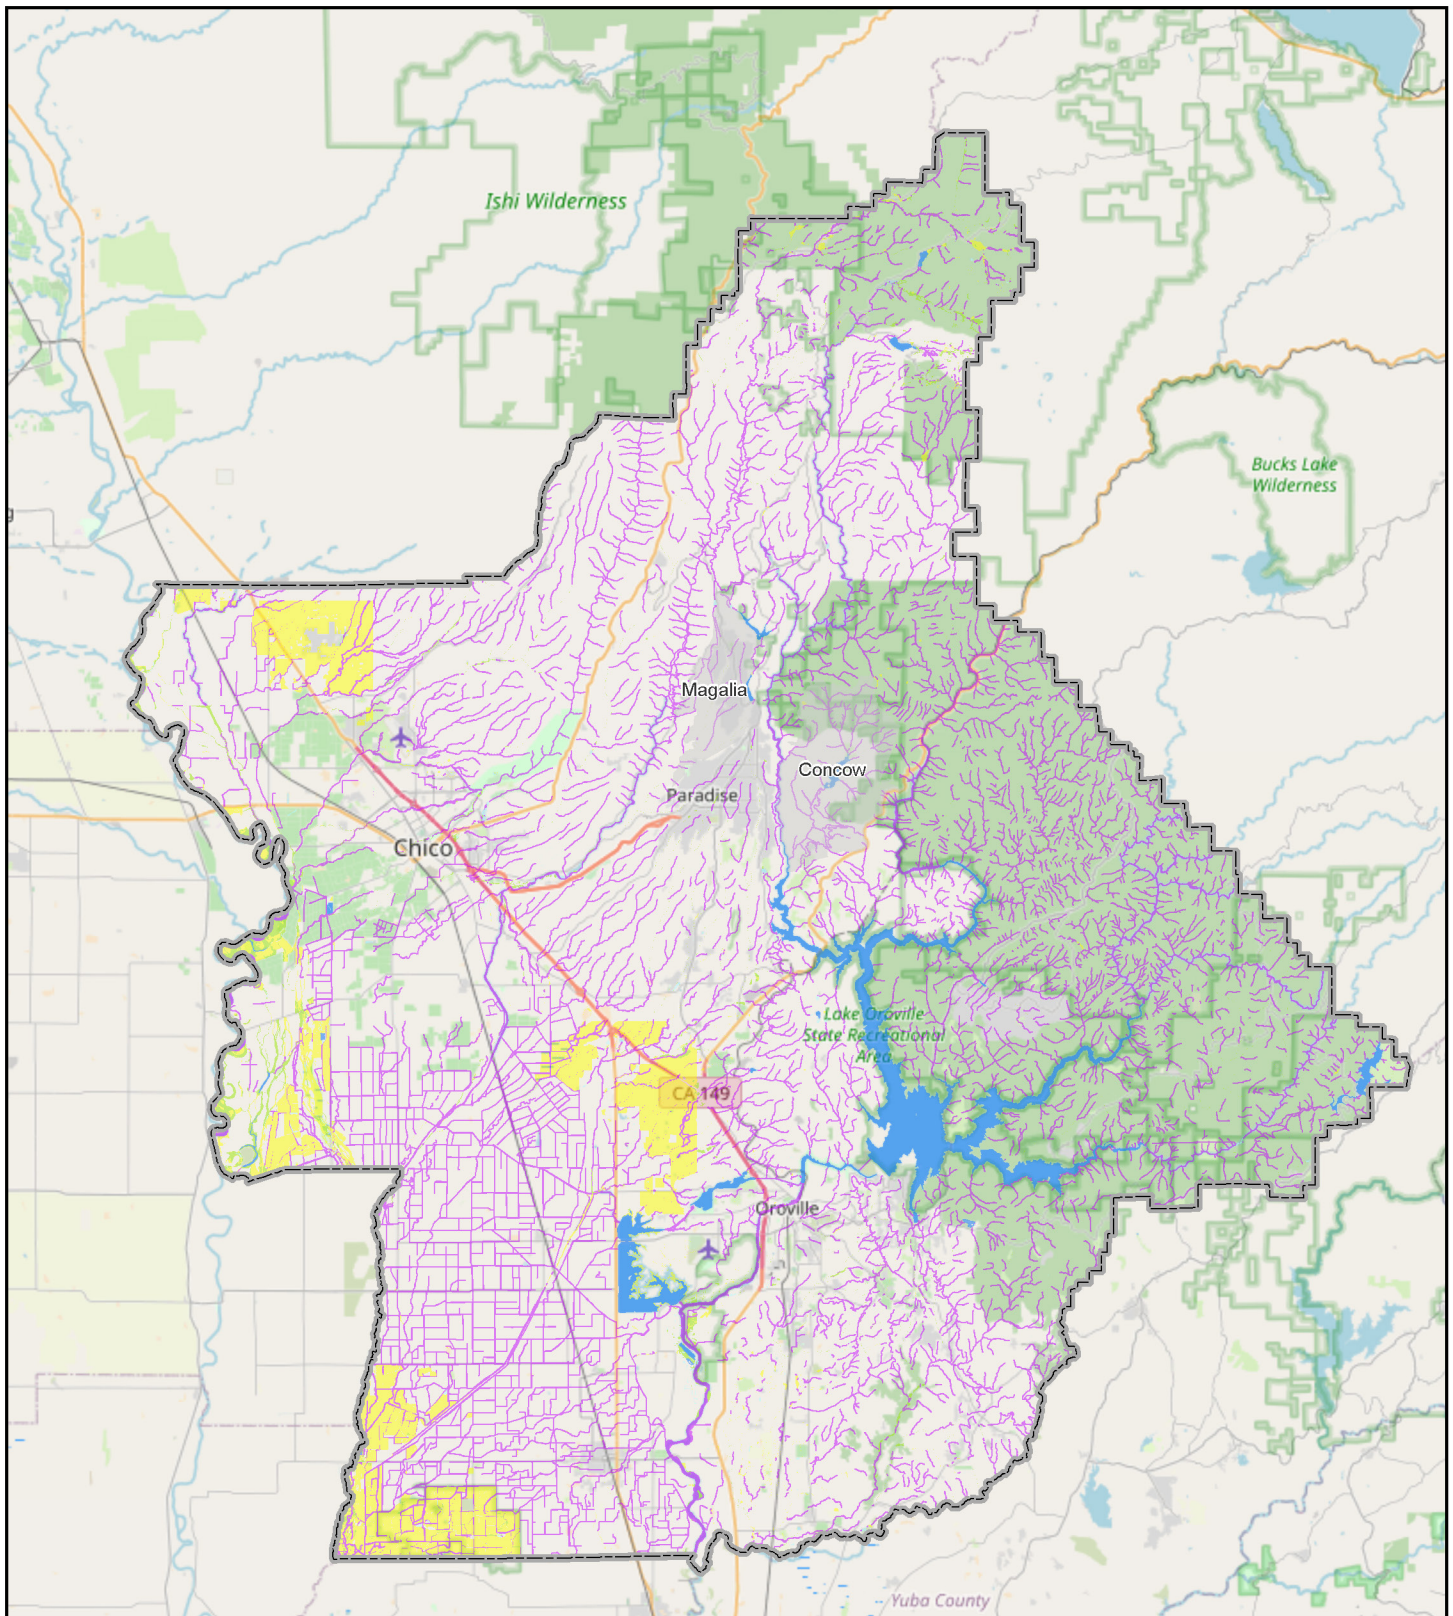 Ishi Wilderness
Bucks Lake
Wilderness
Magalia
Concow
Paradise
Chico
Lake Oroville
State Recreational
Area
CA 149
Oroville
Yuba County